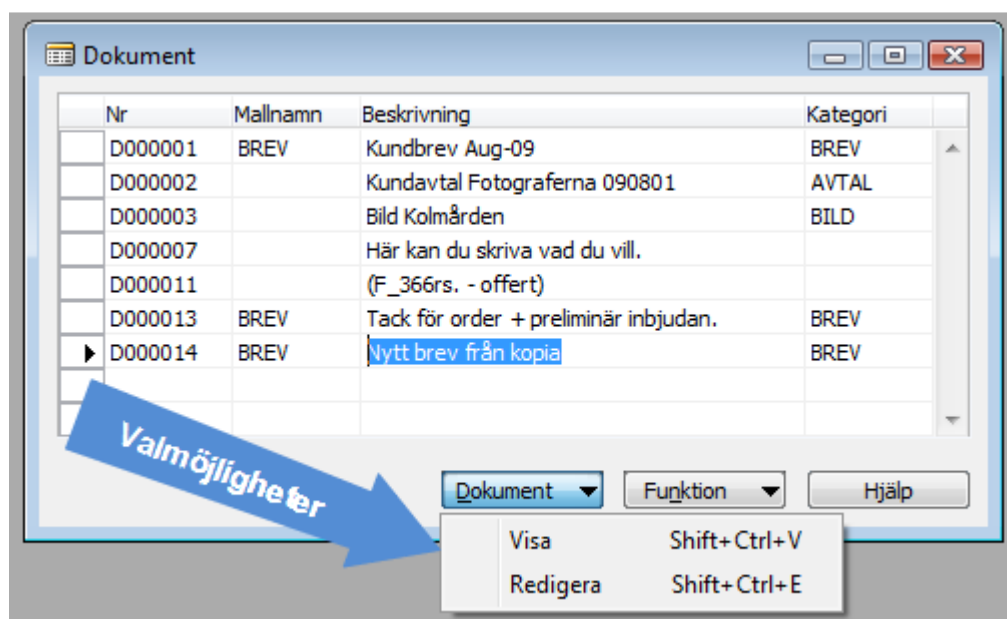 Dokument
Nr Mallnamn Beskrivning Kategori
D000001 BREV Kundbrev Aug-09 BREV
D000002 Kundavtal Fotograferna 090801 AVTAL
D000003 Bild Kolmården BILD
D000007 Här kan du skriva vad du vill.
D000011 (F_366rs. - offert)
D000013 BREV Tack för order + preliminär inbjudan. BREV
D000014 BREV Nytt brev från kopia BREV
Valmöjligheter
Dokument Funktion Hjälp
Visa Shift+Ctrl+V
Redigera Shift+Ctrl+E